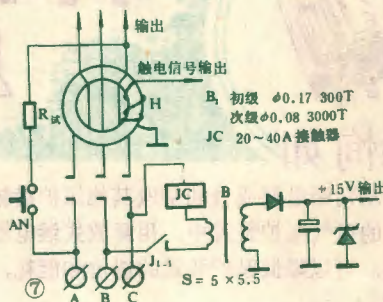 输出
触电信号输出
H
B₁ 初级 ϕ0.17 300T
次级ϕ0.08 3000T
JC 20～40A接触器
R试
JC
B
+15V输出
AN
J₁₋₁
S=5×5.5
⑦
A B C